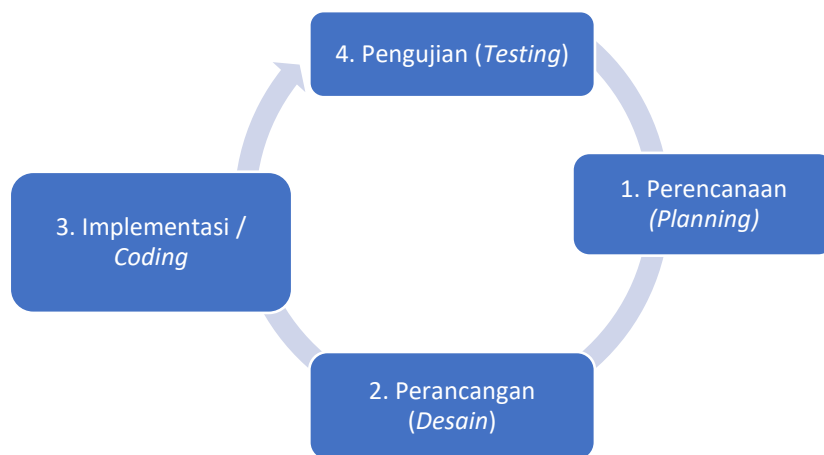 4. Pengujian (Testing)
1. Perencanaan
(Planning)
3. Implementasi /
Coding
2. Perancangan
(Desain)